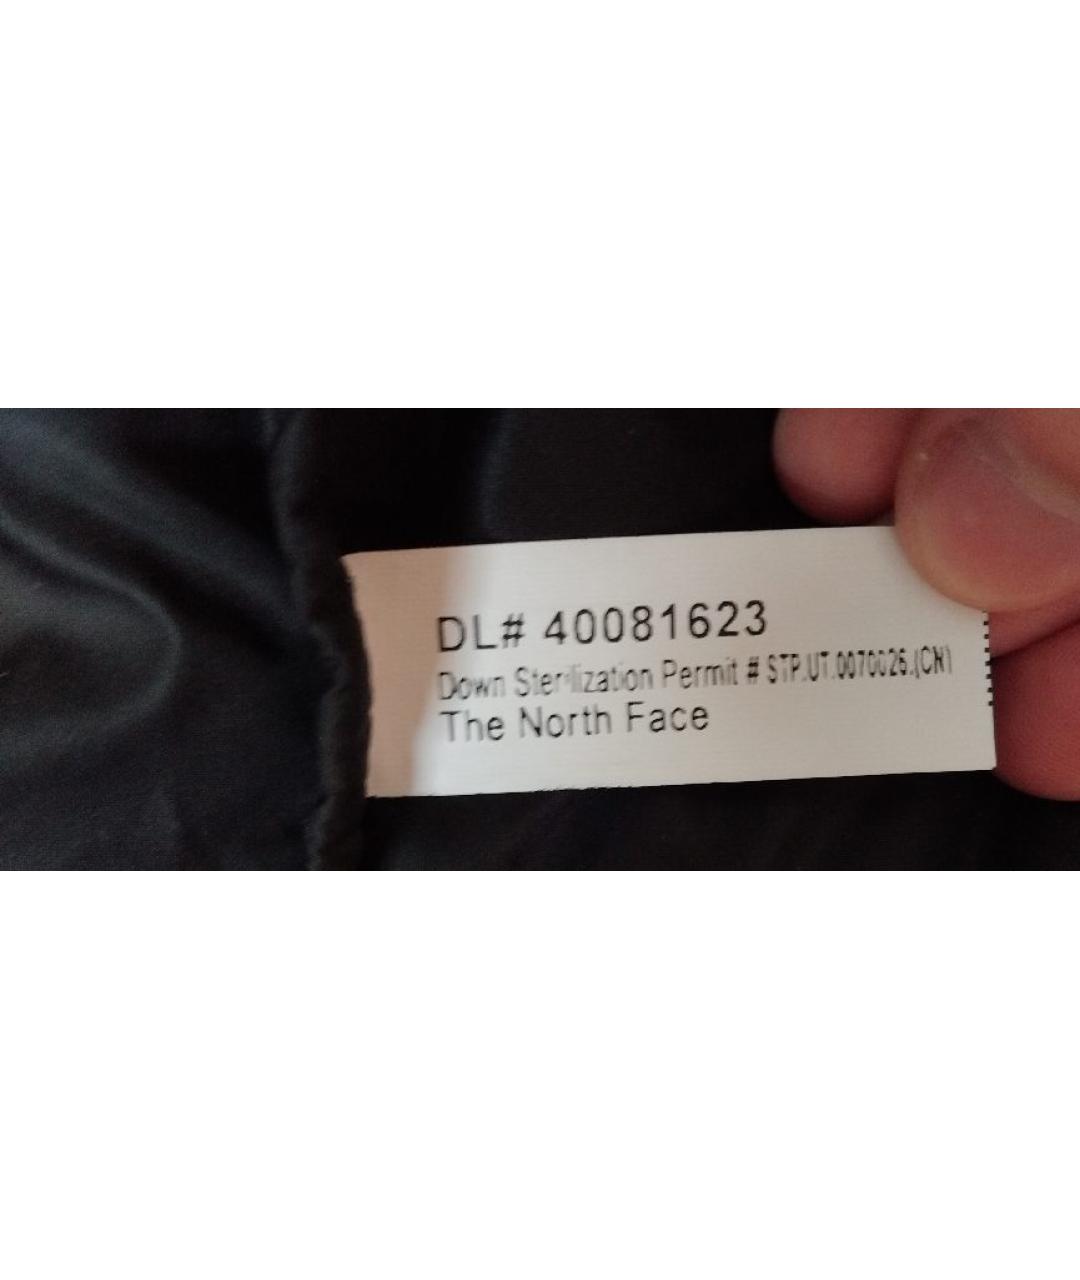 DL# 40081623
Down Sterilization Permit # STP.UT.0070026.(CN)
The North Face